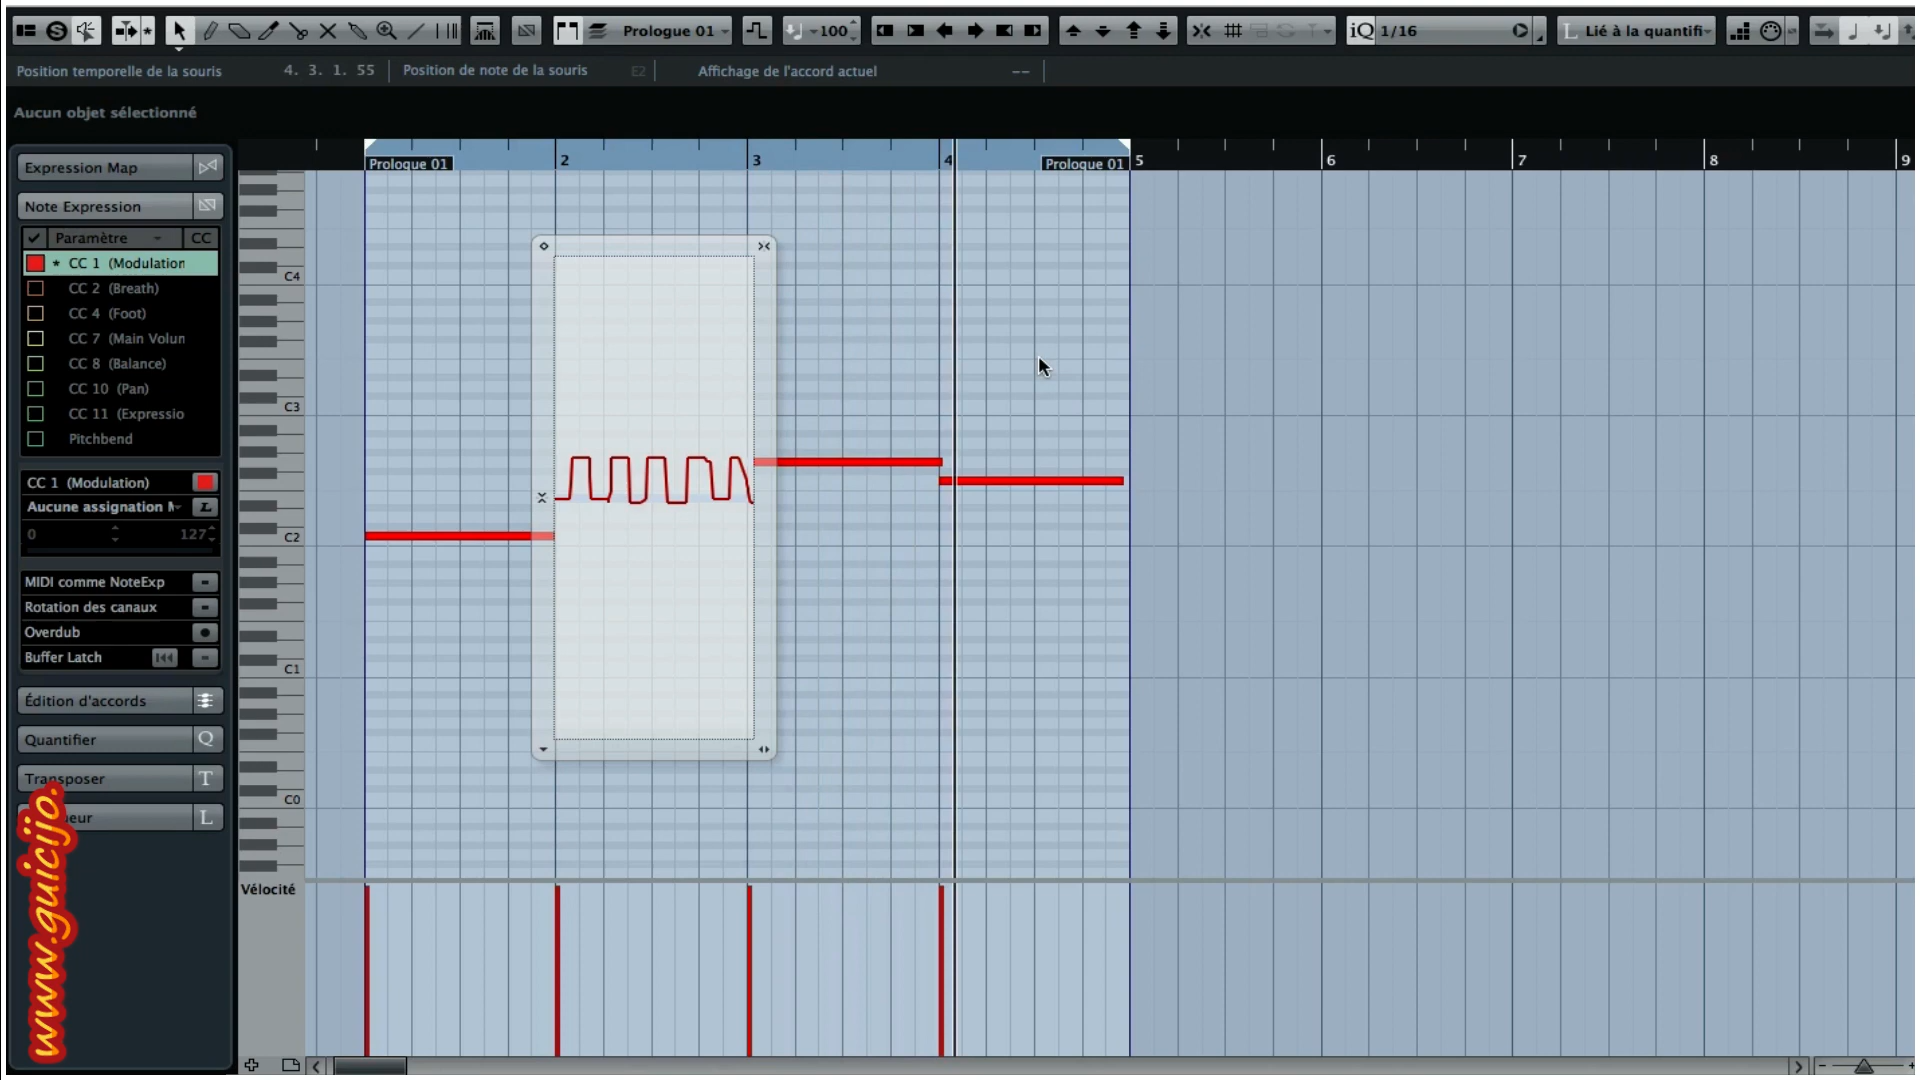 Prologue 01
100
iQ 1/16
L Lié à la quantifi
Position temporelle de la souris 4. 3. 1. 55 Position de note de la souris E2 Affichage de l'accord actuel --
Aucun objet sélectionné
Prologue 01 2 3 4 Prologue 01 5 6 7 8 9
Expression Map
Note Expression
Paramètre CC
* CC 1 (Modulation
CC 2 (Breath)
CC 4 (Foot)
CC 7 (Main Volun
CC 8 (Balance)
CC 10 (Pan)
CC 11 (Expressio
Pitchbend
CC 1 (Modulation)
Aucune assignation L
0 127
MIDI comme NoteExp
Rotation des canaux
Overdub
Buffer Latch
Édition d'accords
Quantifier Q
Transposer T
eur L
C4
C3
C2
C1
C0
Vélocité
www.guicijo.